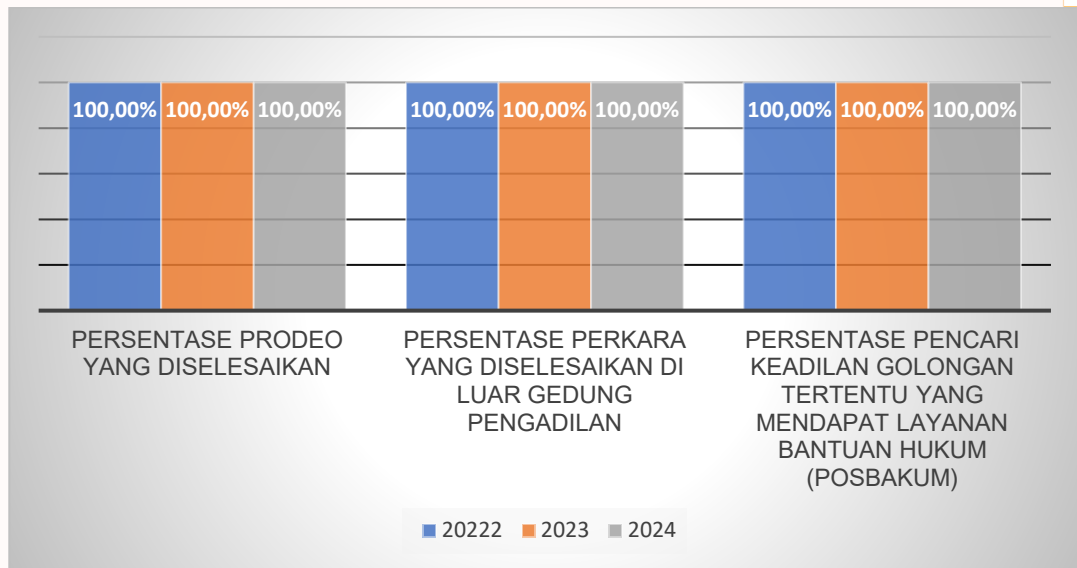 100,00% 100,00% 100,00% 100,00% 100,00% 100,00% 100,00% 100,00% 100,00%
PERSENTASE PRODEO
YANG DISELESAIKAN
PERSENTASE PERKARA
YANG DISELESAIKAN DI
LUAR GEDUNG
PENGADILAN
PERSENTASE PENCARI
KEADILAN GOLONGAN
TERTENTU YANG
MENDAPAT LAYANAN
BANTUAN HUKUM
(POSBAKUM)
20222 2023 2024